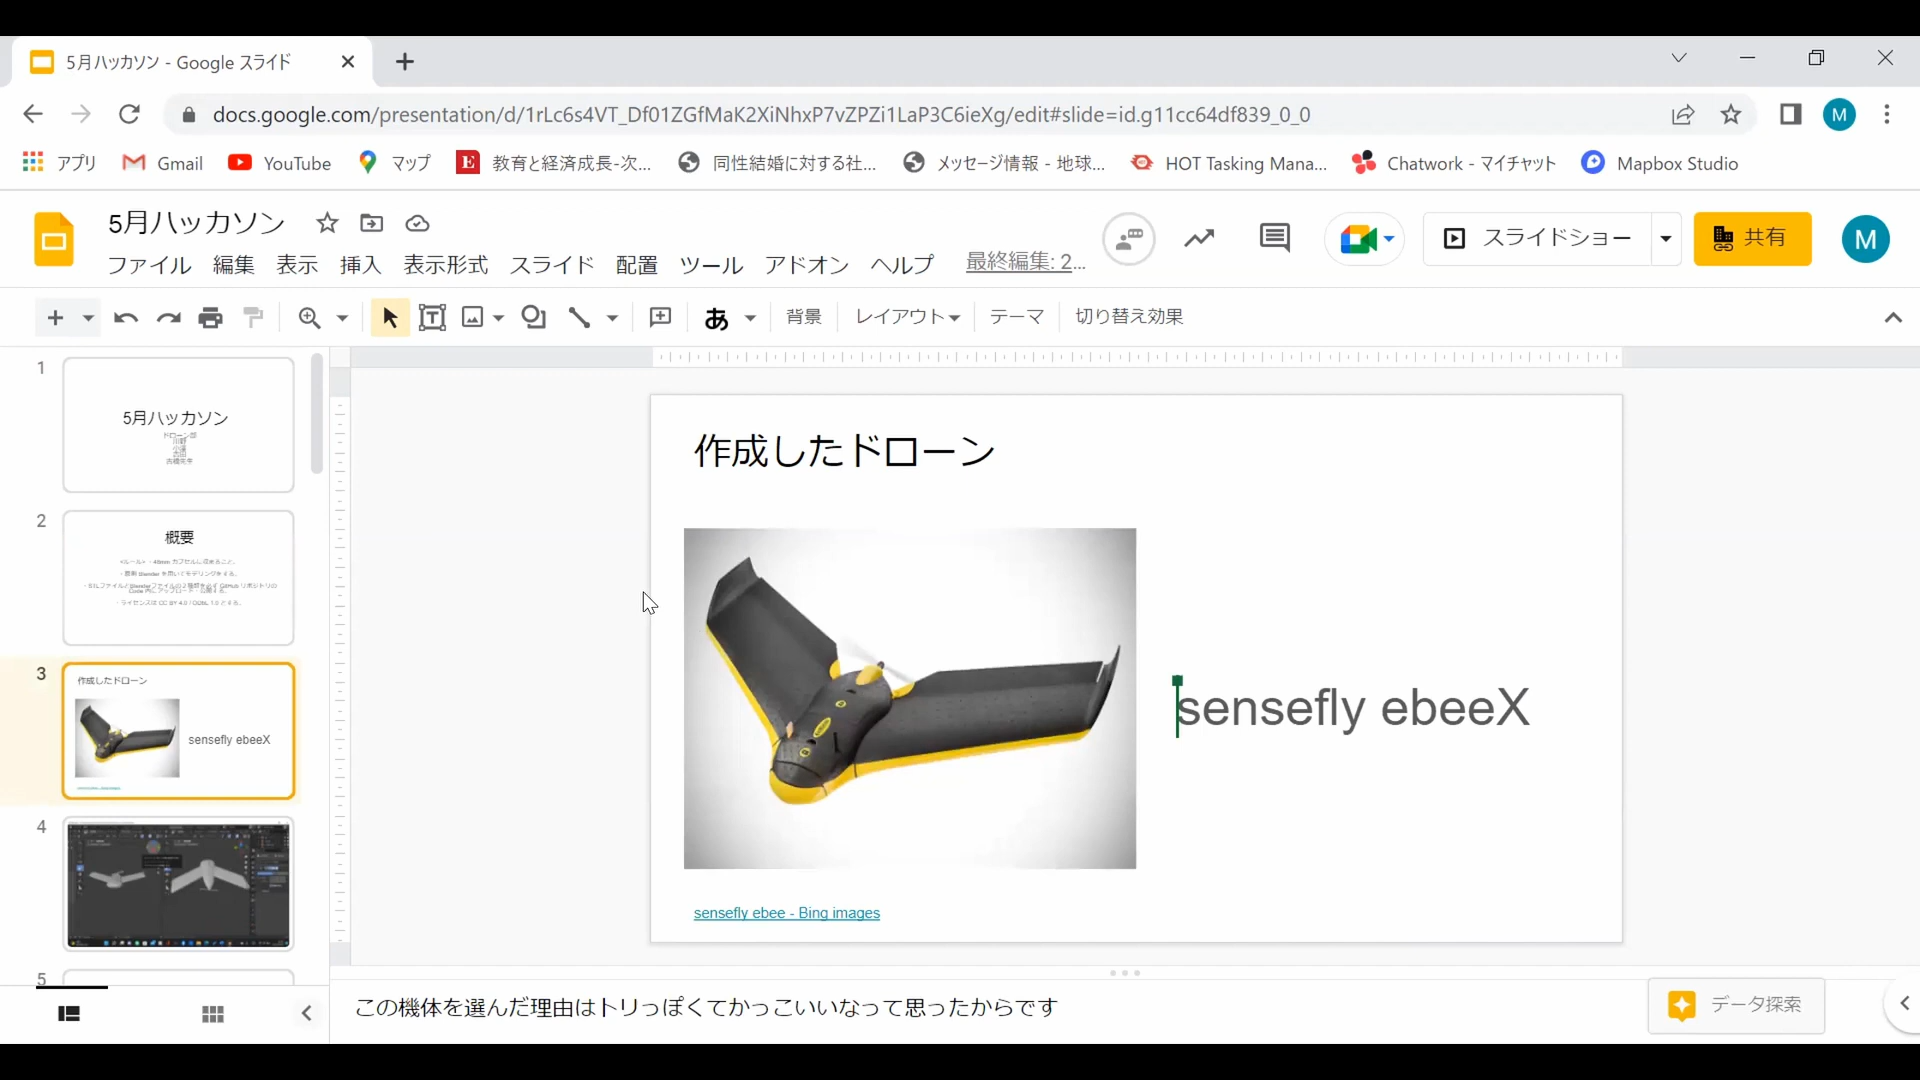 5月ハッカソン - Google スライド
docs.google.com/presentation/d/1rLc6s4VT_Df01ZGfMaK2XiNhxP7vZPZi1LaP3C6ieXg/edit#slide=id.g11cc64df839_0_0
M
アプリ
Gmail
YouTube
マップ
教育と経済成長-次...
同性結婚に対する社...
メッセージ情報 - 地球...
HOT Tasking Mana...
Chatwork - マイチャット
Mapbox Studio
5月ハッカソン
ファイル 編集 表示 挿入 表示形式 スライド 配置 ツール アドオン ヘルプ 最終編集: 2...
スライドショー
共有
M
あ
背景
レイアウト
テーマ
切り替え効果
1
5月ハッカソン
ドローン部
2
概要
3
作成したドローン
sensefly ebeeX
4
5
作成したドローン
sensefly ebeeX
sensefly ebee - Bing images
この機体を選んだ理由はトリっぽくてかっこいいなって思ったからです
データ探索